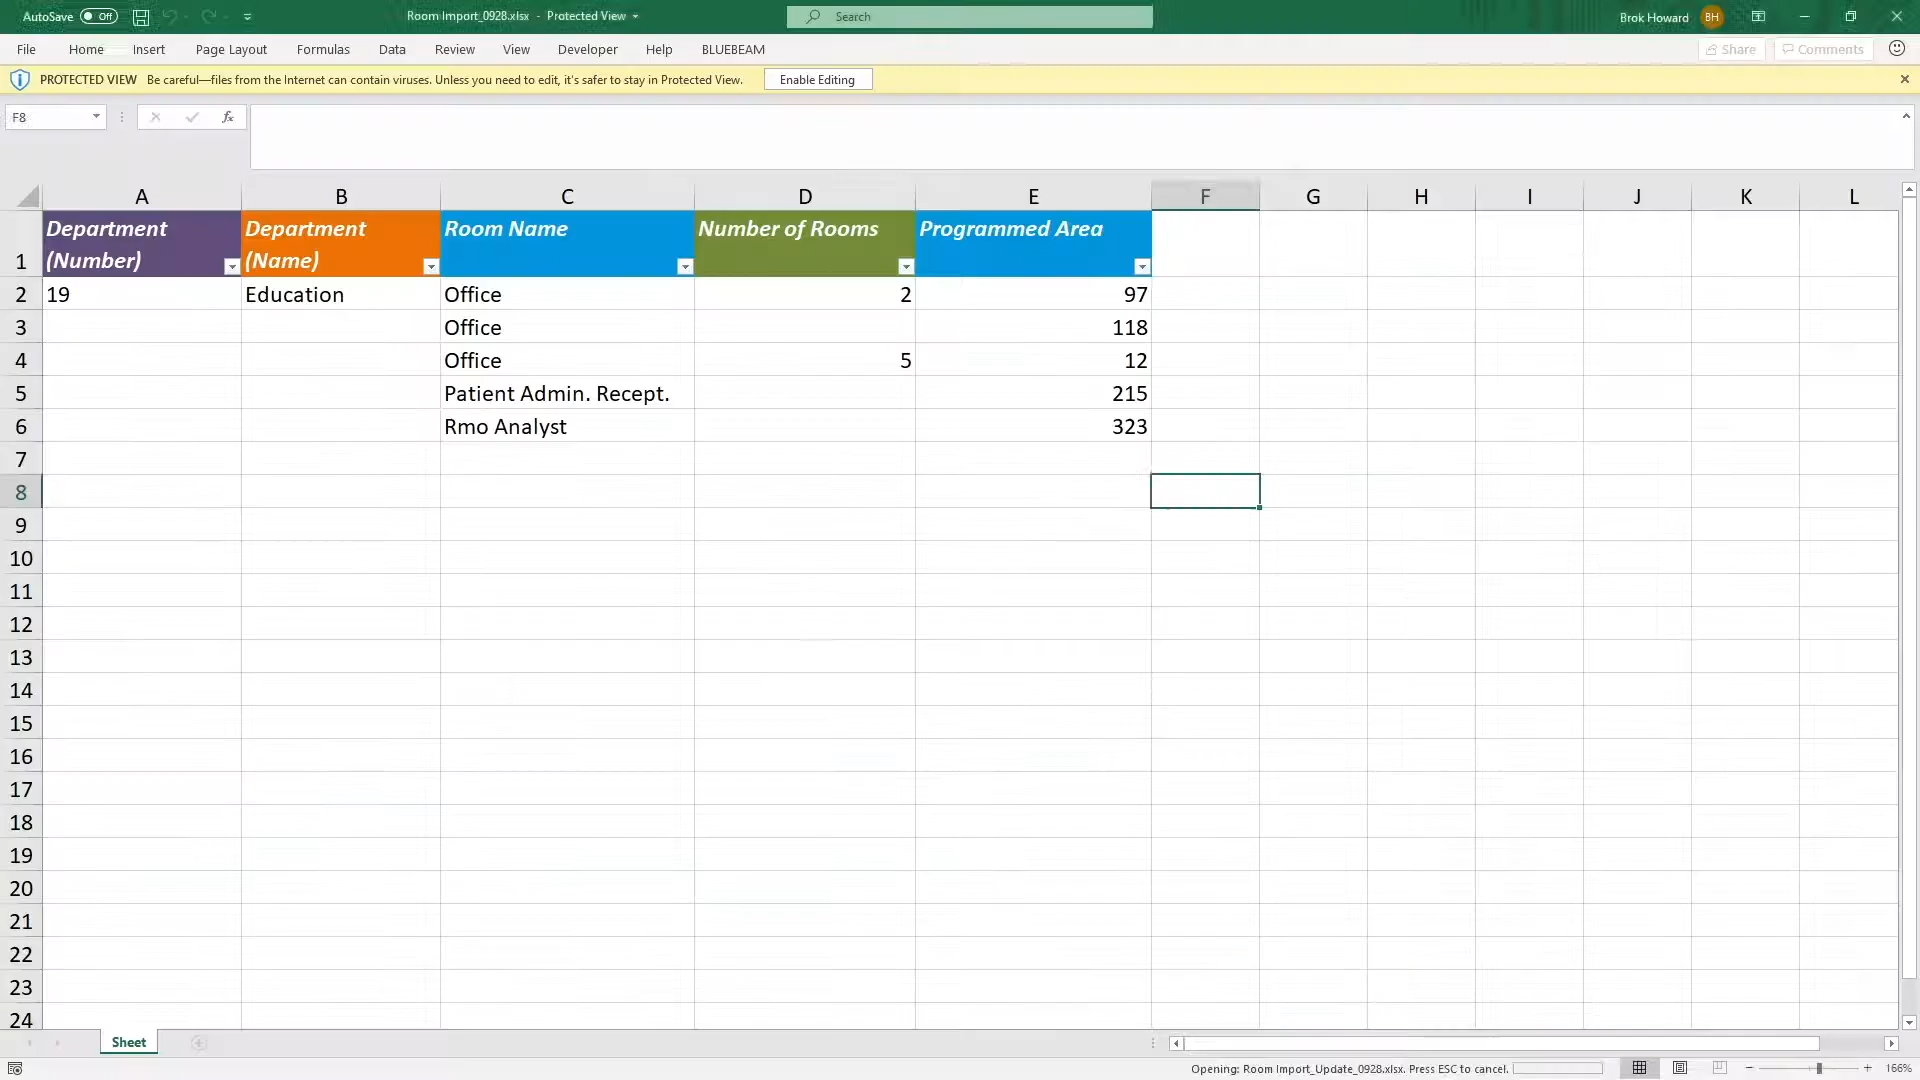 AutoSave Off
Room Import_0928.xlsx - Protected View
Search
Brok Howard BH
File Home Insert Page Layout Formulas Data Review View Developer Help BLUEBEAM Share Comments
PROTECTED VIEW Be careful—files from the Internet can contain viruses. Unless you need to edit, it's safer to stay in Protected View. Enable Editing
F8 fx
A B C D E F G H I J K L
1 Department (Number) Department (Name) Room Name Number of Rooms Programmed Area
2 19 Education Office 2 97
3 Office 118
4 Office 5 12
5 Patient Admin. Recept. 215
6 Rmo Analyst 323
7
8
9
10
11
12
13
14
15
16
17
18
19
20
21
22
23
24
Sheet
Opening: Room Import_Update_0928.xlsx. Press ESC to cancel. 166%